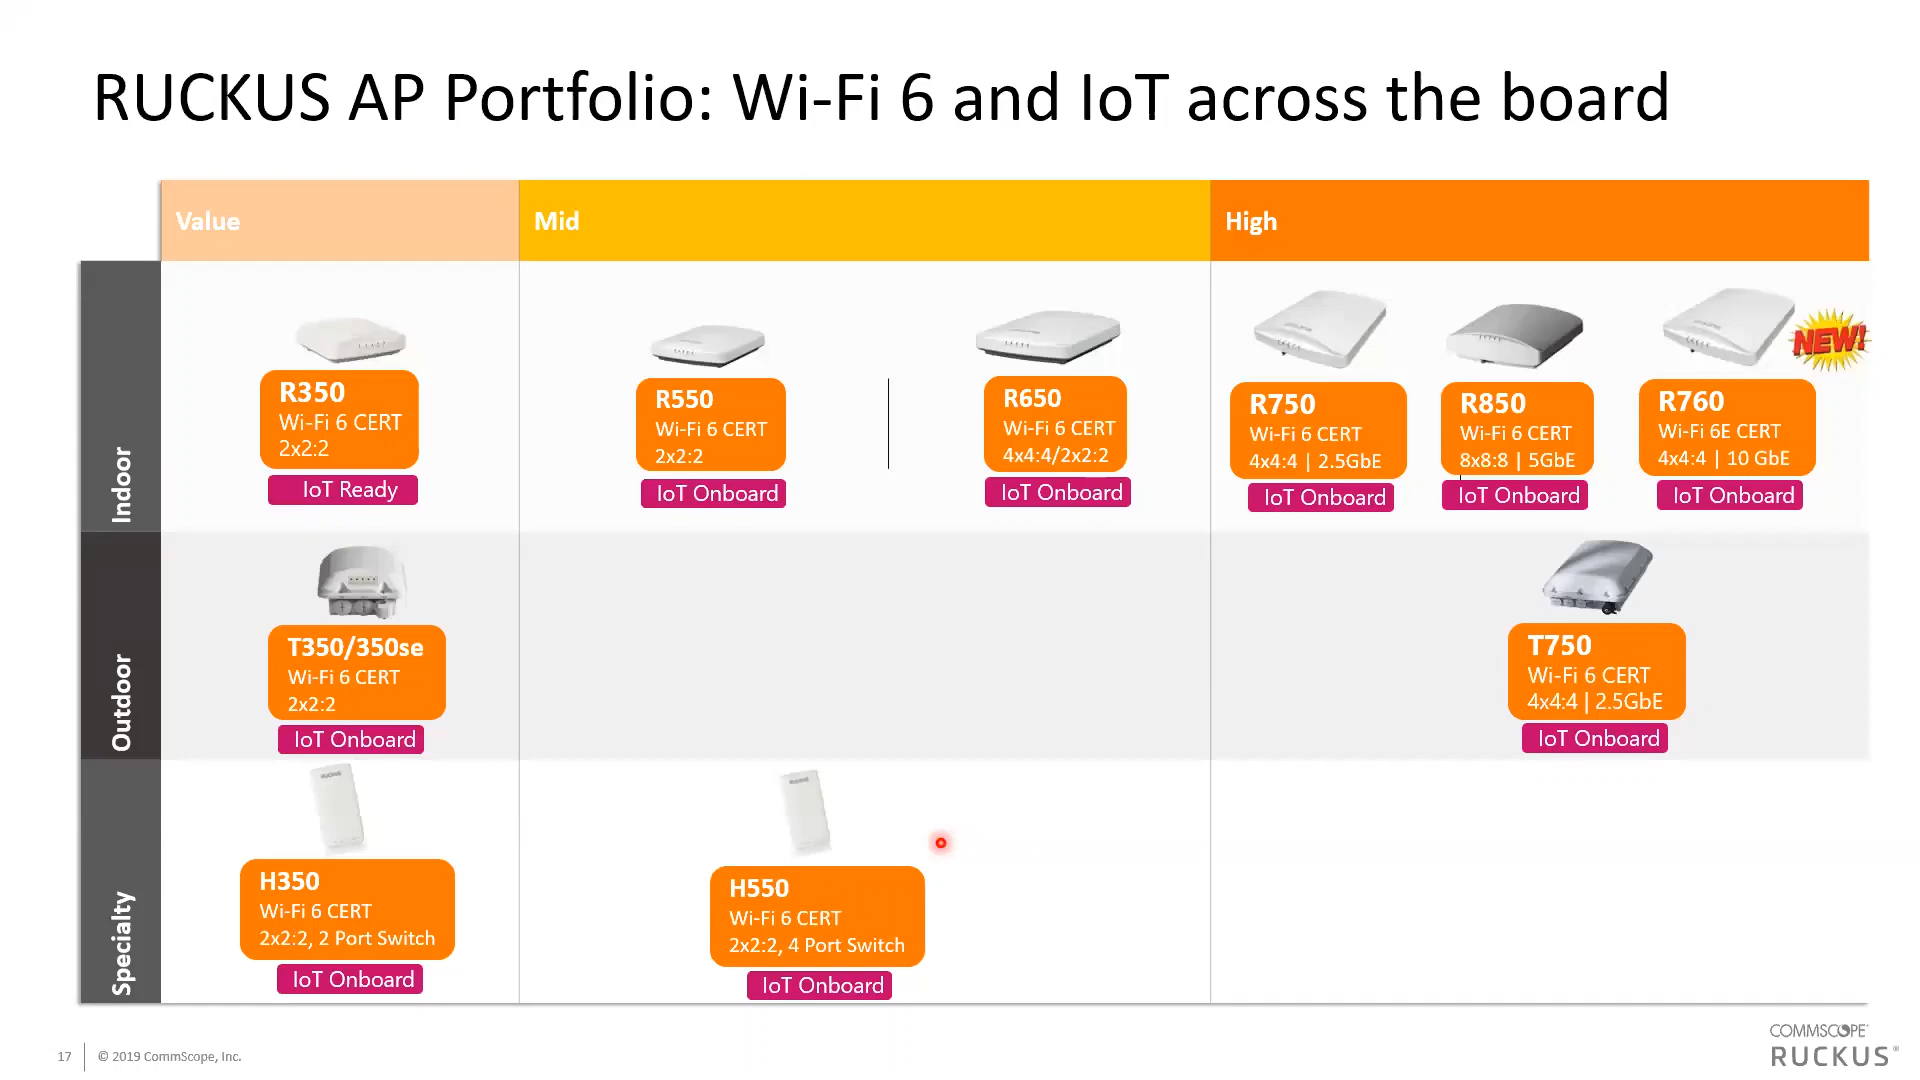 RUCKUS AP Portfolio: Wi-Fi 6 and IoT across the board
Value
Mid
High
Indoor
R350
Wi-Fi 6 CERT
2x2:2
IoT Ready
R550
Wi-Fi 6 CERT
2x2:2
IoT Onboard
R650
Wi-Fi 6 CERT
4x4:4/2x2:2
IoT Onboard
R750
Wi-Fi 6 CERT
4x4:4 | 2.5GbE
IoT Onboard
R850
Wi-Fi 6 CERT
8x8:8 | 5GbE
IoT Onboard
NEW!
R760
Wi-Fi 6E CERT
4x4:4 | 10 GbE
IoT Onboard
Outdoor
T350/350se
Wi-Fi 6 CERT
2x2:2
IoT Onboard
T750
Wi-Fi 6 CERT
4x4:4 | 2.5GbE
IoT Onboard
Specialty
RUCKUS
H350
Wi-Fi 6 CERT
2x2:2, 2 Port Switch
IoT Onboard
RUCKUS
H550
Wi-Fi 6 CERT
2x2:2, 4 Port Switch
IoT Onboard
17
© 2019 CommScope, Inc.
COMMSCOPE®
RUCKUS®